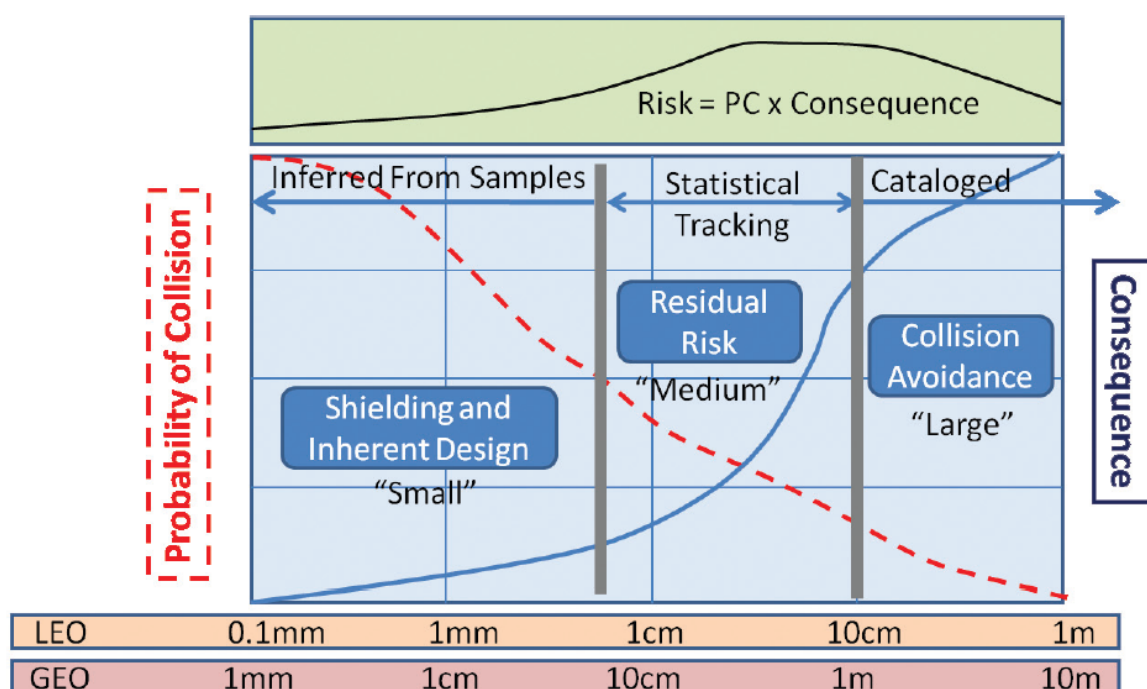 Risk = PC x Consequence
Inferred From Samples
Statistical
Tracking
Cataloged
Probability of Collision
Consequence
Residual
Risk
“Medium”
Collision
Avoidance
“Large”
Shielding and
Inherent Design
“Small”
LEO 0.1mm 1mm 1cm 10cm 1m
GEO 1mm 1cm 10cm 1m 10m